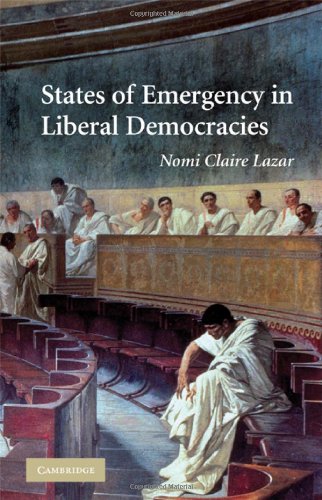 States of Emergency in
Liberal Democracies
Nomi Claire Lazar
CAMBRIDGE